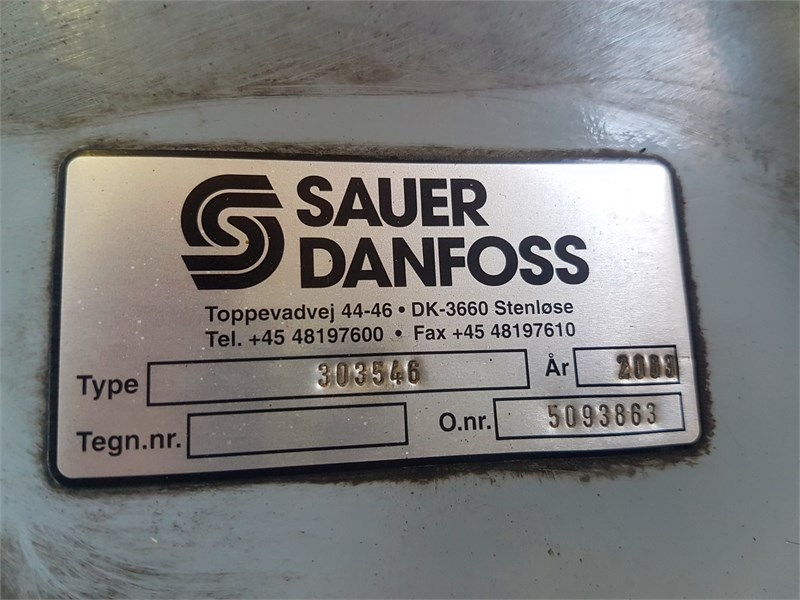 SAUER
DANFOSS
Toppevadvej 44-46 • DK-3660 Stenløse
Tel. +45 48197600 • Fax +45 48197610
Type 303546 År 2003
Tegn.nr. O.nr. 5093863